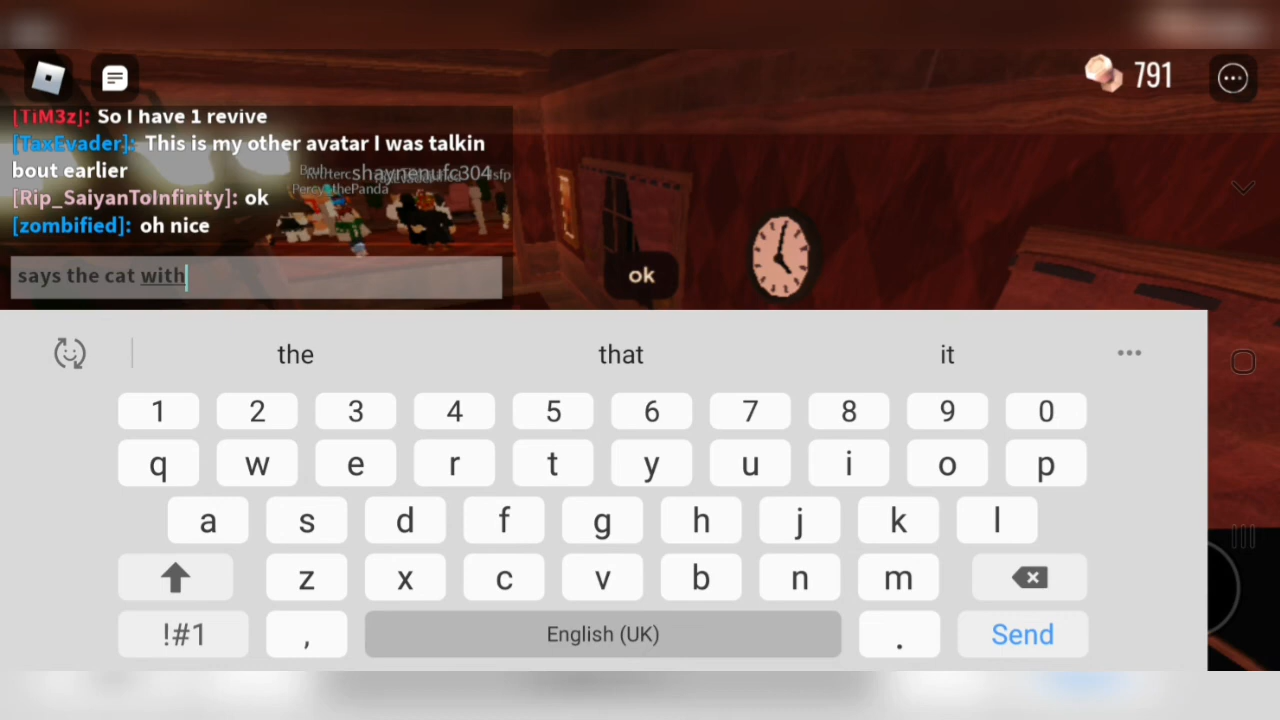 791
[TiM3z]: So I have 1 revive
[TaxEvader]: This is my other avatar I was talkin
bout earlier
shaynenufc304
PercysthePanda
[Rip_SaiyanToInfinity]: ok
[zombified]: oh nice
says the cat with
ok
the that it
1 2 3 4 5 6 7 8 9 0
q w e r t y u i o p
a s d f g h j k l
z x c v b n m
!#1 , English (UK) . Send